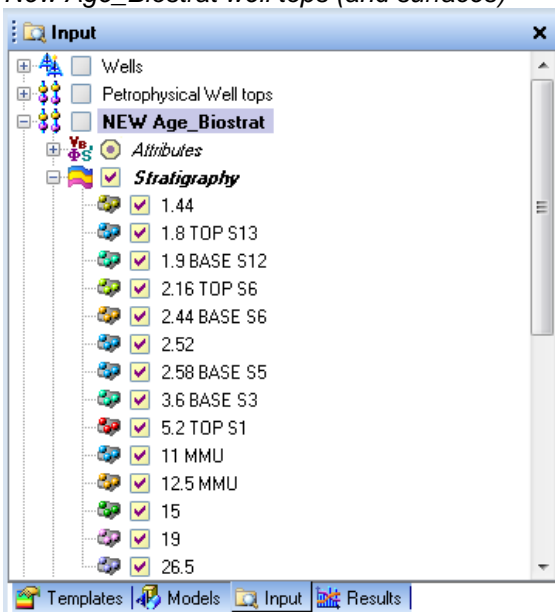 New Age_Biostrat well tops (and surfaces)
Input
Wells
Petrophysical Well tops
NEW Age_Biostrat
Attributes
Stratigraphy
1.44
1.8 TOP S13
1.9 BASE S12
2.16 TOP S6
2.44 BASE S6
2.52
2.58 BASE S5
3.6 BASE S3
5.2 TOP S1
11 MMU
12.5 MMU
15
19
26.5
Templates Models Input Results